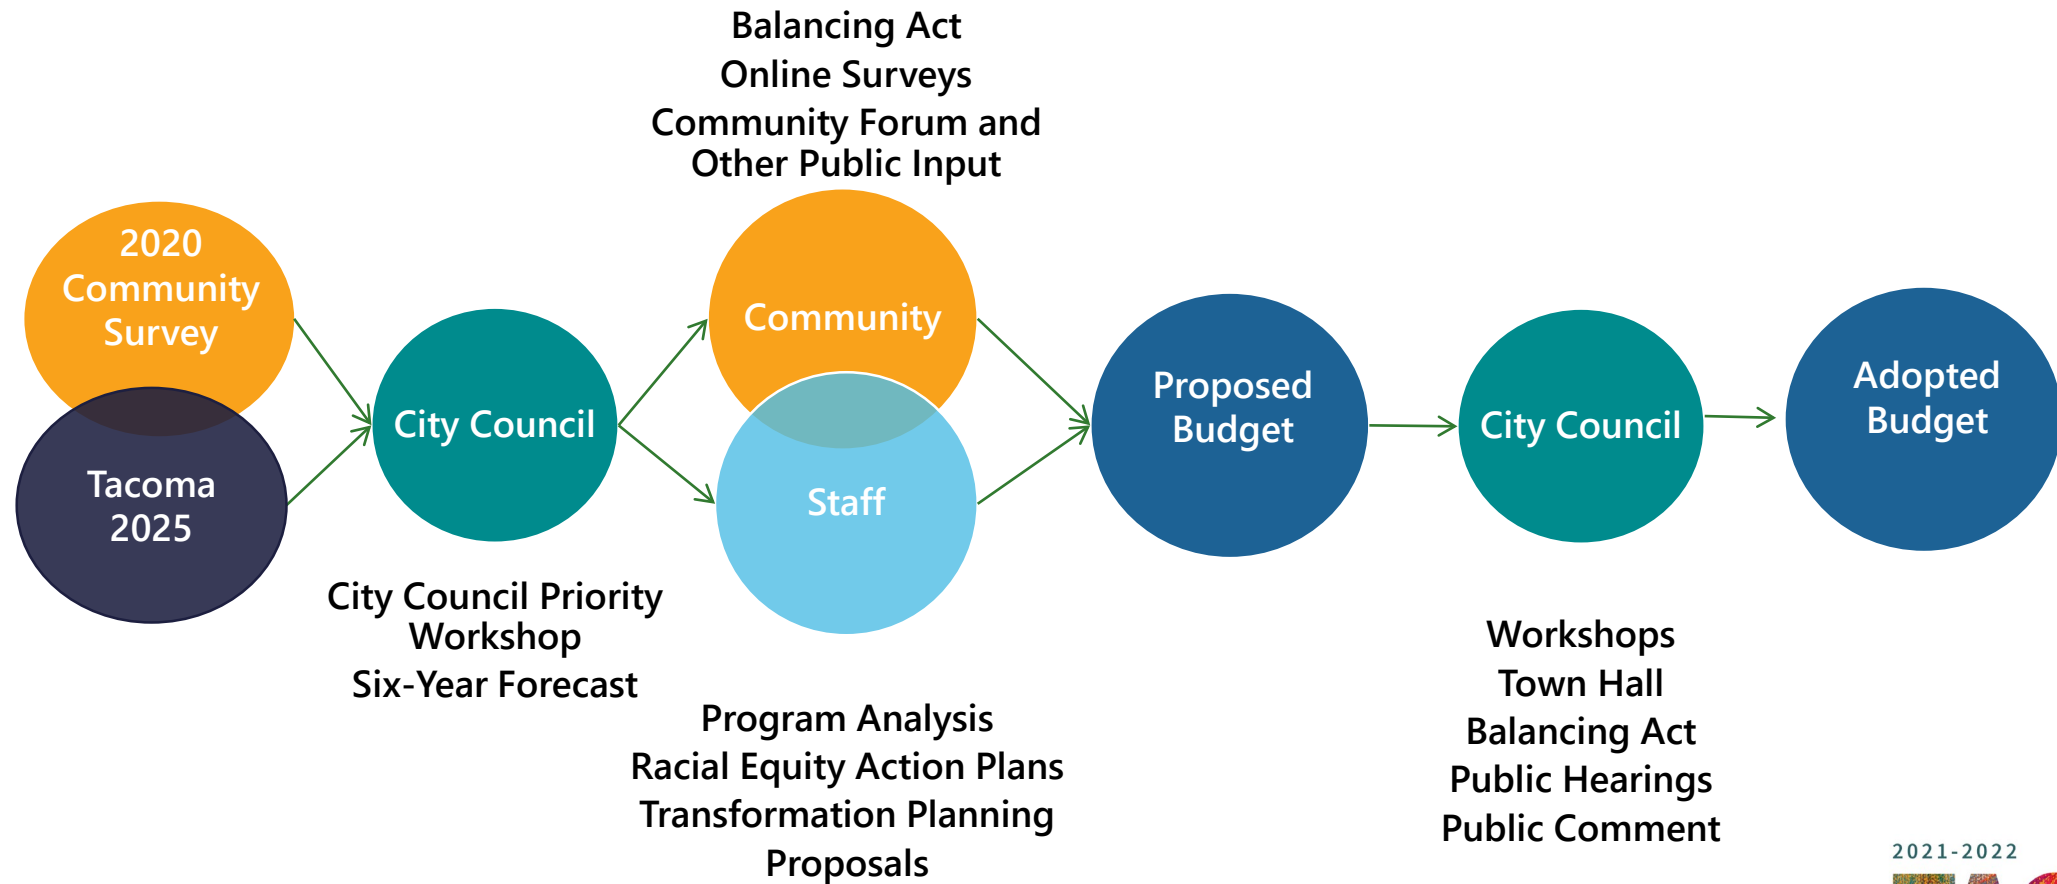 Balancing Act
Online Surveys
Community Forum and
Other Public Input
2020
Community
Survey
Tacoma
2025
City Council
City Council Priority
Workshop
Six-Year Forecast
Community
Staff
Program Analysis
Racial Equity Action Plans
Transformation Planning
Proposals
Proposed
Budget
City Council
Workshops
Town Hall
Balancing Act
Public Hearings
Public Comment
Adopted
Budget
2021-2022